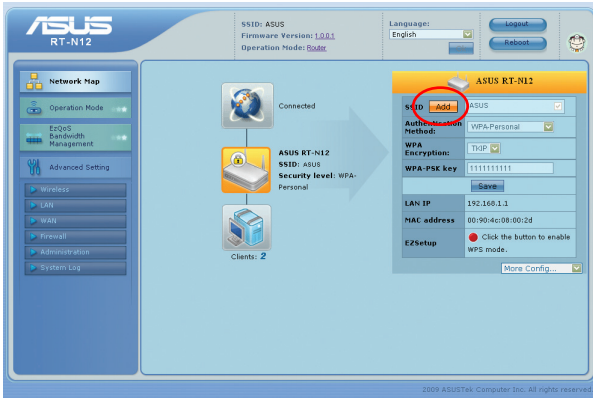 ASUS
RT-N12
SSID: ASUS
Firmware Version: 1.0.0.1
Operation Mode: Router
Language:
English
Logout
Reboot
Network Map
Operation Mode
EzQoS
Bandwidth
Management
Advanced Setting
Wireless
LAN
WAN
Firewall
Administration
System Log
Connected
ASUS RT-N12
SSID: ASUS
Security level: WPA-
Personal
Clients: 2
ASUS RT-N12
SSID Add ASUS
Authentication
Method: WPA-Personal
WPA
Encryption: TKIP
WPA-PSK key 1111111111
Save
LAN IP 192.168.1.1
MAC address 00:90:4c:08:00:2d
EZSetup Click the button to enable
WPS mode.
More Config...
2009 ASUSTek Computer Inc. All rights reserved.